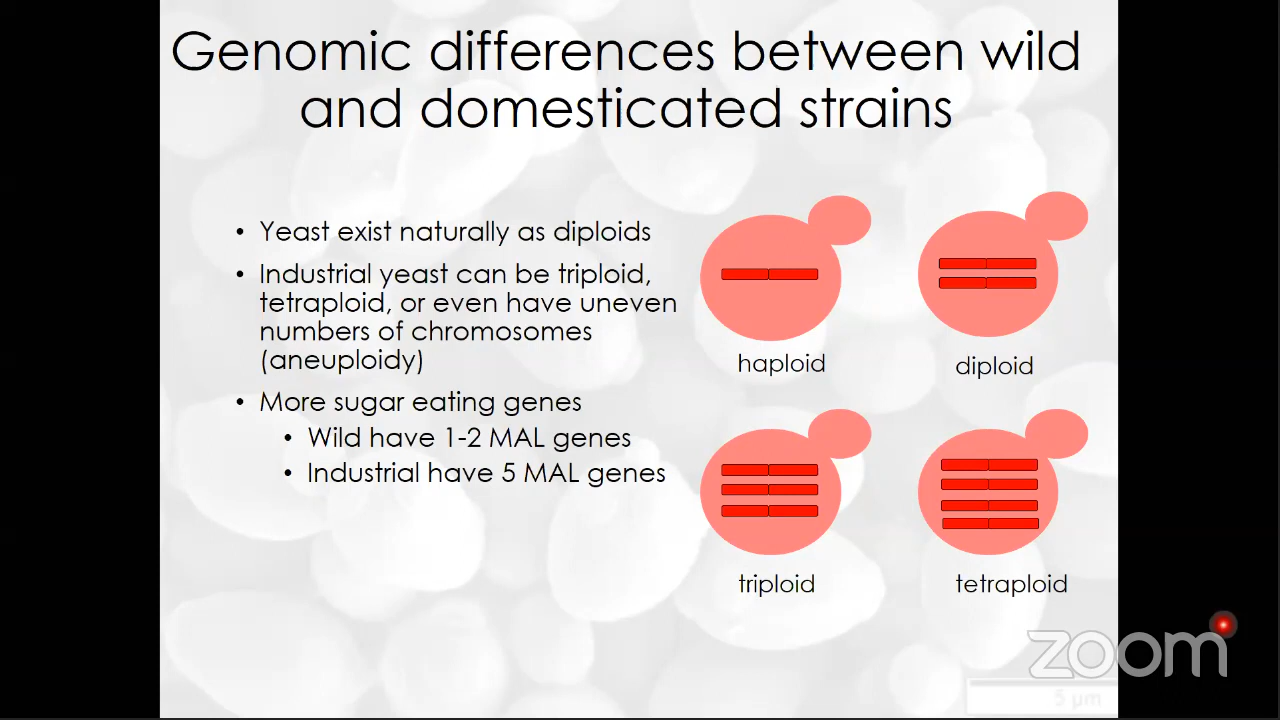 Genomic differences between wild
and domesticated strains
• Yeast exist naturally as diploids
• Industrial yeast can be triploid,
tetraploid, or even have uneven
numbers of chromosomes
(aneuploidy)
• More sugar eating genes
• Wild have 1-2 MAL genes
• Industrial have 5 MAL genes
haploid
diploid
triploid
tetraploid
zoom
5 µm